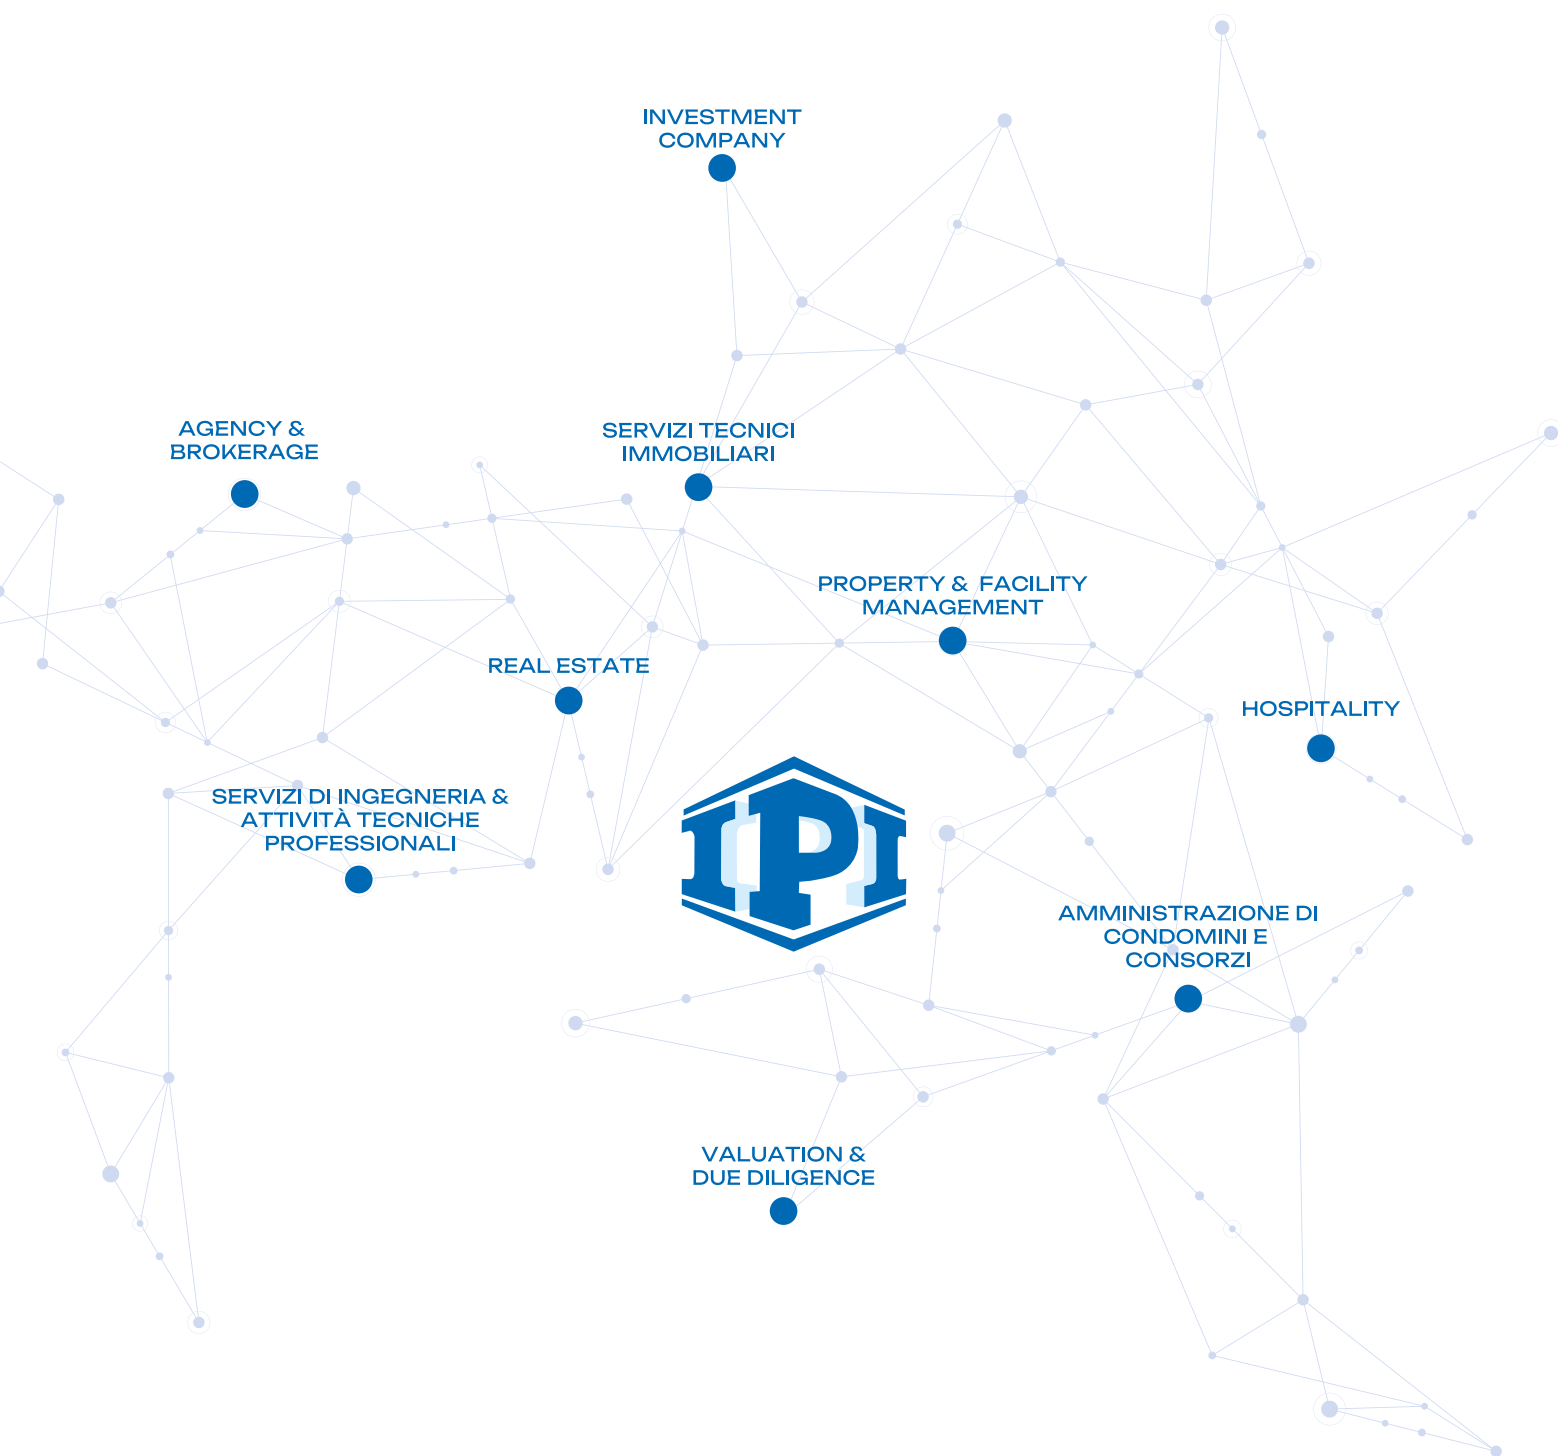 INVESTMENT
COMPANY
AGENCY &
BROKERAGE
SERVIZI TECNICI
IMMOBILIARI
PROPERTY & FACILITY
MANAGEMENT
REAL ESTATE
HOSPITALITY
SERVIZI DI INGEGNERIA &
ATTIVITÀ TECNICHE
PROFESSIONALI
IPI
AMMINISTRAZIONE DI
CONDOMINI E
CONSORZI
VALUATION &
DUE DILIGENCE